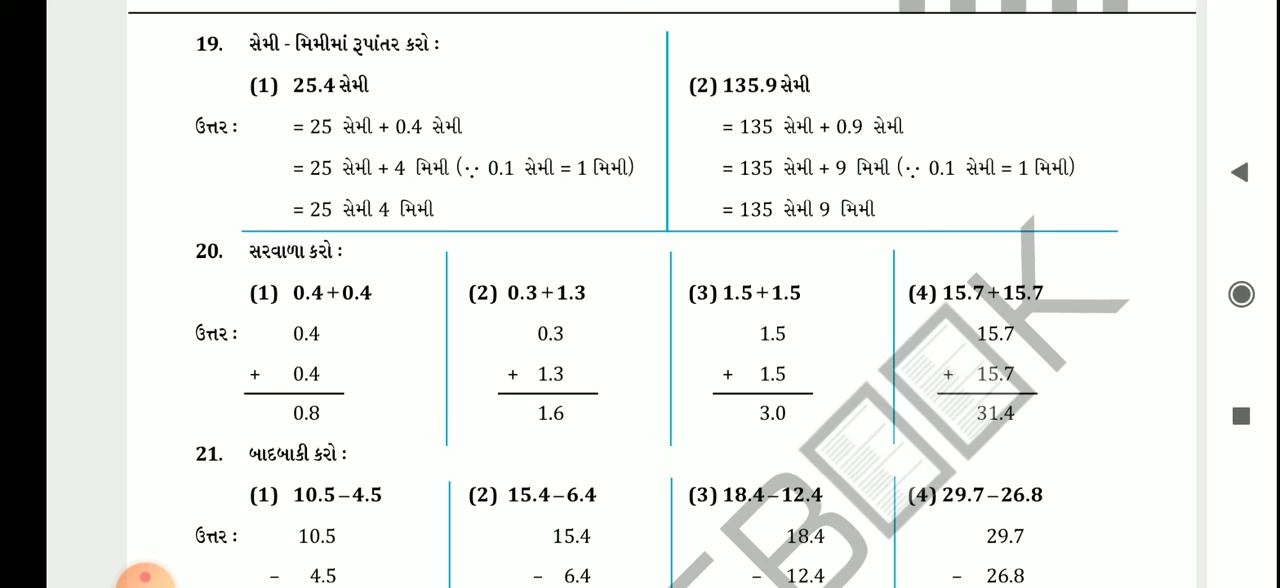 19. સેમી - મિમીમાં રૂપાંતર કરો :
(1) 25.4 સેમી (2) 135.9 સેમી
ઉત્તર : = 25 સેમી + 0.4 સેમી = 135 સેમી + 0.9 સેમી
= 25 સેમી + 4 મિમી (∵ 0.1 સેમી = 1 મિમી) = 135 સેમી + 9 મિમી (∵ 0.1 સેમી = 1 મિમી)
= 25 સેમી 4 મિમી = 135 સેમી 9 મિમી
20. સરવાળા કરો :
(1) 0.4+0.4 (2) 0.3+1.3 (3) 1.5+1.5 (4) 15.7+15.7
ઉત્તર : 0.4 0.3 1.5 15.7
+ 0.4 + 1.3 + 1.5 + 15.7
0.8 1.6 3.0 31.4
21. બાદબાકી કરો :
(1) 10.5–4.5 (2) 15.4–6.4 (3) 18.4–12.4 (4) 29.7–26.8
ઉત્તર : 10.5 15.4 18.4 29.7
– 4.5 – 6.4 – 12.4 – 26.8